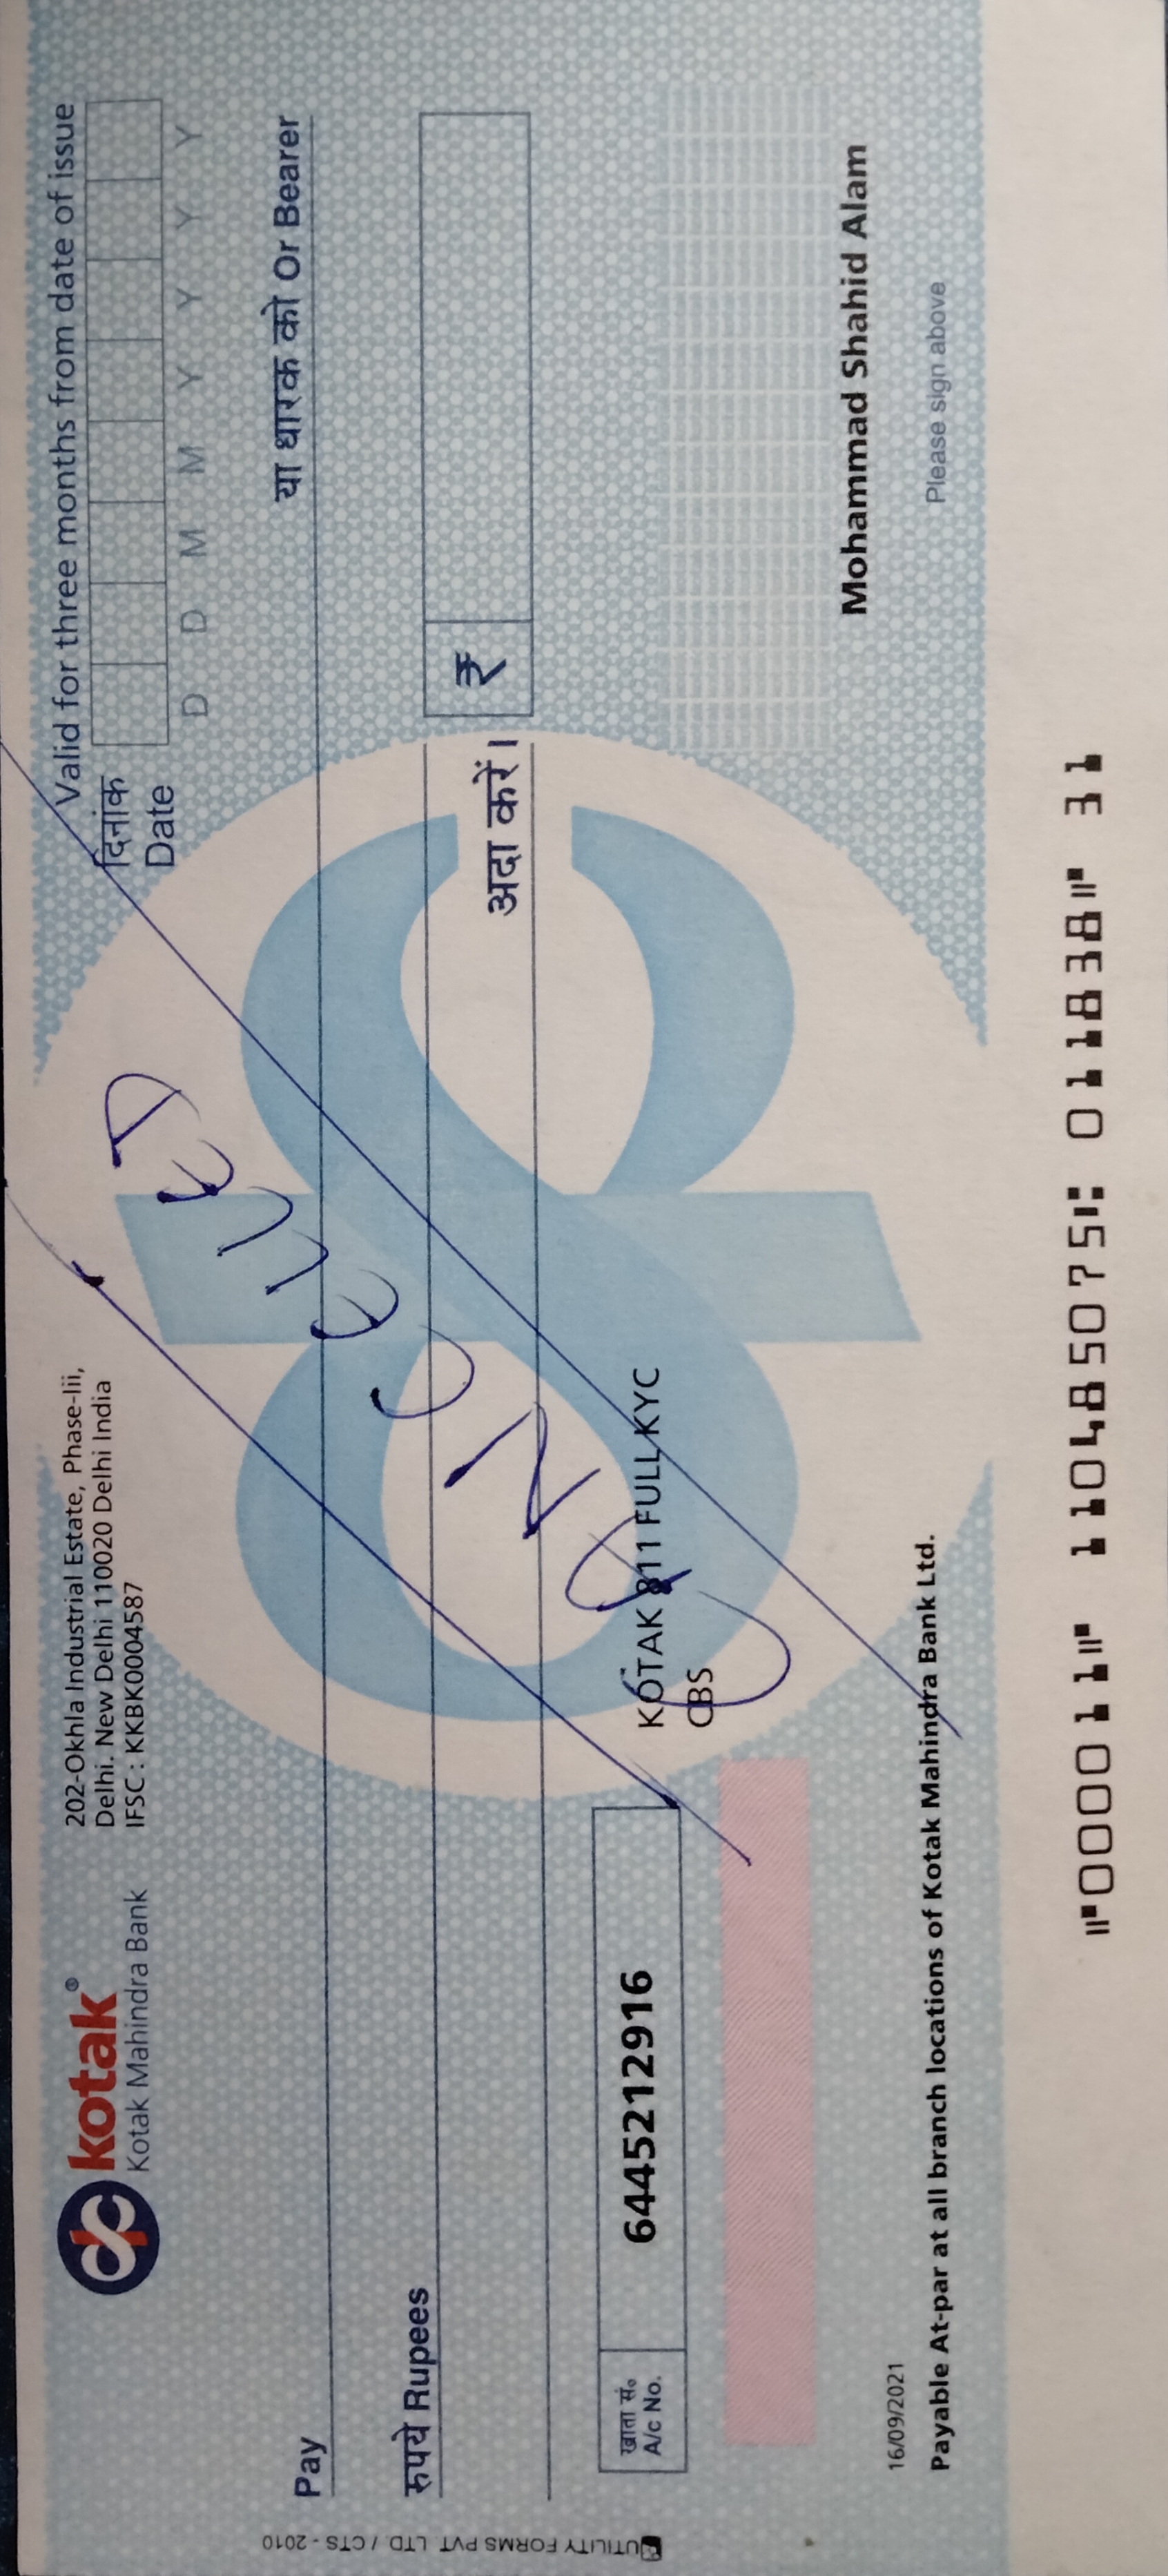 kotak®
Kotak Mahindra Bank
202-Okhla Industrial Estate, Phase-Iii,
Delhi. New Delhi 110020 Delhi India
IFSC : KKBK0004587
Valid for three months from date of issue
दिनांक
Date
D D M M Y Y Y Y
CANCELLED
Pay
या धारक को Or Bearer
रुपये Rupees
अदा करें।
₹
खाता सं॰
A/c No.
6445212916
KOTAK 811 FULL KYC
CBS
Mohammad Shahid Alam
Please sign above
16/09/2021
Payable At-par at all branch locations of Kotak Mahindra Bank Ltd.
UTILITY FORMS PVT. LTD / CTS - 2010
⑈000011⑈ 110485075⑆ 011838⑈ 31